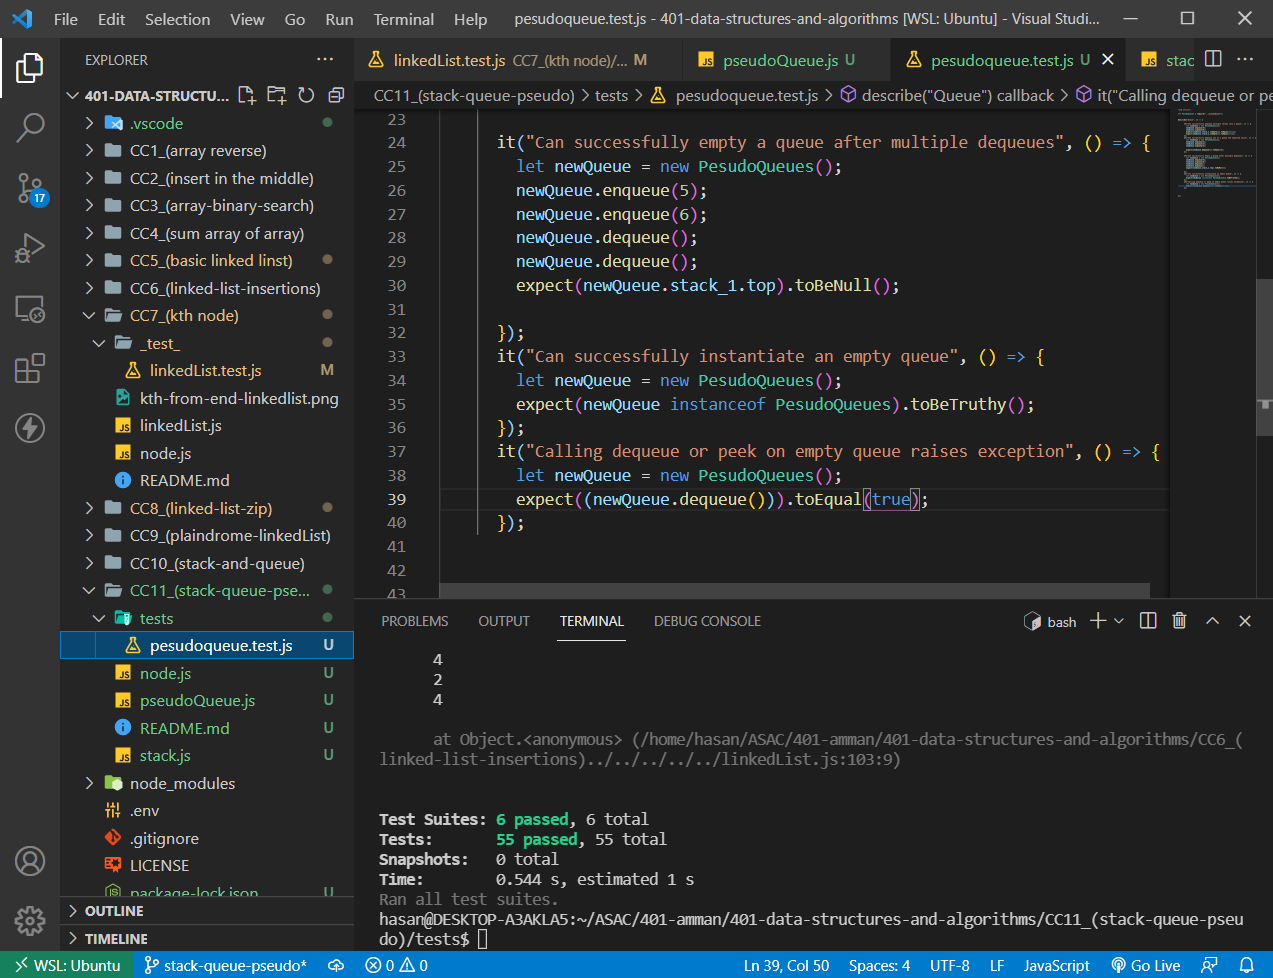 File Edit Selection View Go Run Terminal Help pesudoqueue.test.js - 401-data-structures-and-algorithms [WSL: Ubuntu] - Visual Studi...
EXPLORER
401-DATA-STRUCTU...
.vscode
CC1_(array reverse)
CC2_(insert in the middle)
CC3_(array-binary-search)
CC4_(sum array of array)
CC5_(basic linked linst)
CC6_(linked-list-insertions)
CC7_(kth node)
_test_
linkedList.test.js M
kth-from-end-linkedlist.png
linkedList.js
node.js
README.md
CC8_(linked-list-zip)
CC9_(plaindrome-linkedList)
CC10_(stack-and-queue)
CC11_(stack-queue-pse...
tests
pesudoqueue.test.js U
node.js U
pseudoQueue.js U
README.md U
stack.js U
node_modules
.env
.gitignore
LICENSE
package-lock.json U
OUTLINE
TIMELINE
17
linkedList.test.js CC7_(kth node)/... M pseudoQueue.js U pesudoqueue.test.js U stac
CC11_(stack-queue-pseudo) > tests > pesudoqueue.test.js > describe("Queue") callback > it("Calling dequeue or pe
23
24 it("Can successfully empty a queue after multiple dequeues", () => {
25 let newQueue = new PesudoQueues();
26 newQueue.enqueue(5);
27 newQueue.enqueue(6);
28 newQueue.dequeue();
29 newQueue.dequeue();
30 expect(newQueue.stack_1.top).toBeNull();
31
32 });
33 it("Can successfully instantiate an empty queue", () => {
34 let newQueue = new PesudoQueues();
35 expect(newQueue instanceof PesudoQueues).toBeTruthy();
36 });
37 it("Calling dequeue or peek on empty queue raises exception", () => {
38 let newQueue = new PesudoQueues();
39 expect((newQueue.dequeue())).toEqual(true);
40 });
41
42
43
PROBLEMS OUTPUT TERMINAL DEBUG CONSOLE bash
4
2
4
at Object.<anonymous> (/home/hasan/ASAC/401-amman/401-data-structures-and-algorithms/CC6_(
linked-list-insertions)../../../../../linkedList.js:103:9)
Test Suites: 6 passed, 6 total
Tests: 55 passed, 55 total
Snapshots: 0 total
Time: 0.544 s, estimated 1 s
Ran all test suites.
hasan@DESKTOP-A3AKLA5:~/ASAC/401-amman/401-data-structures-and-algorithms/CC11_(stack-queue-pseu
do)/tests$
WSL: Ubuntu stack-queue-pseudo* 0 0 Ln 39, Col 50 Spaces: 4 UTF-8 LF JavaScript Go Live